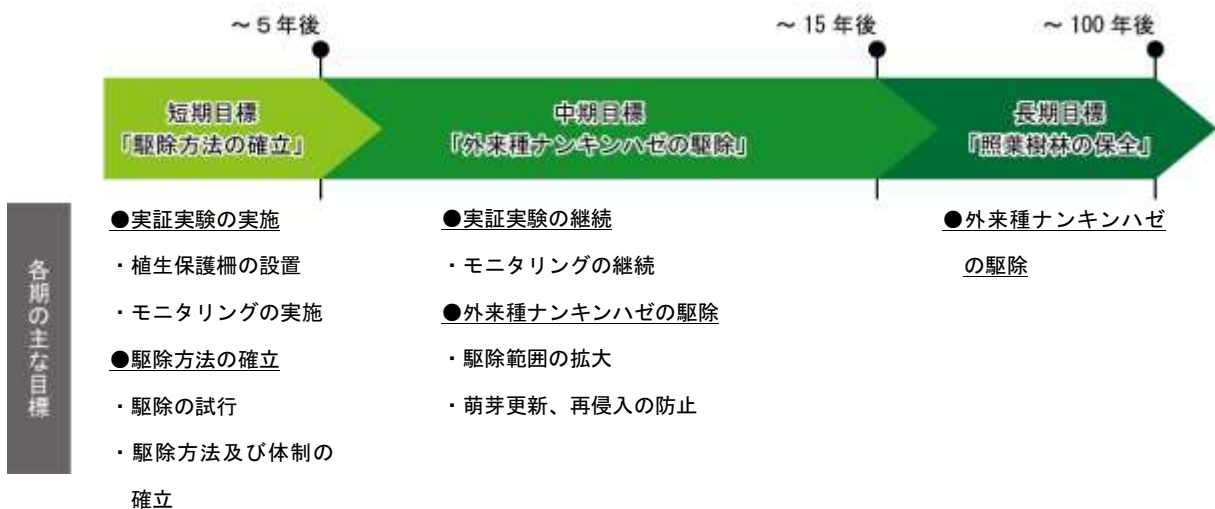 ～5年後
～15年後
～100年後
短期目標
「駆除方法の確立」
中期目標
「外来種ナンキンハゼの駆除」
長期目標
『照葉樹林の保全』
各期の主な目標
●実証実験の実施
・植生保護柵の設置
・モニタリングの実施
●駆除方法の確立
・駆除の試行
・駆除方法及び体制の
確立
●実証実験の継続
・モニタリングの継続
●外来種ナンキンハゼの駆除
・駆除範囲の拡大
・萌芽更新、再侵入の防止
●外来種ナンキンハゼ
の駆除